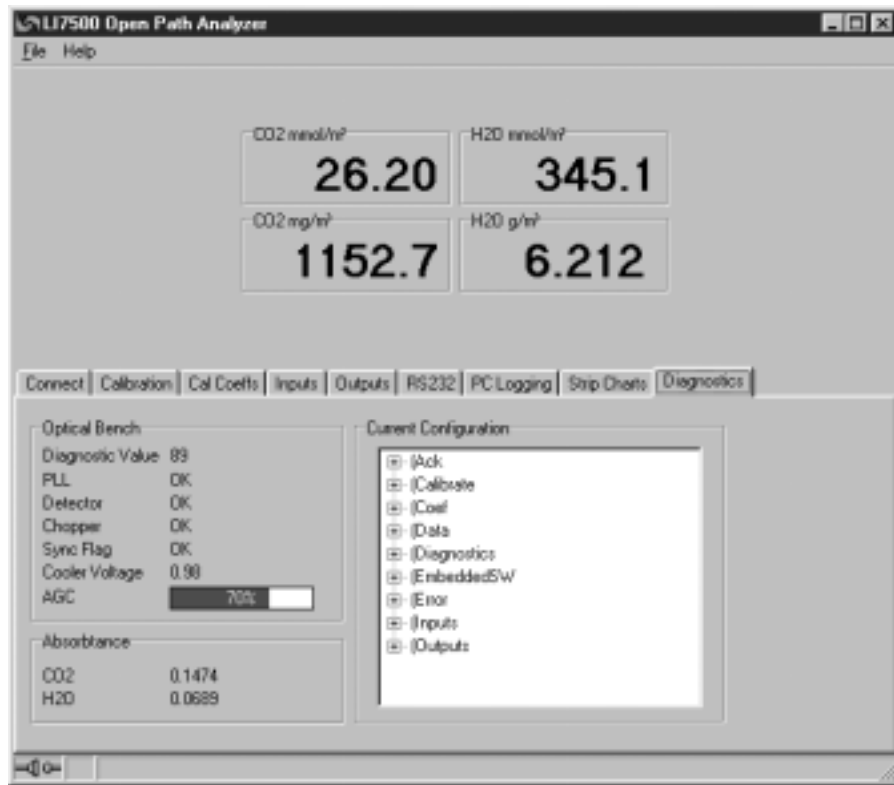 LI7500 Open Path Analyzer
File Help
CO2 mmol/m³ H2O mmol/m³
26.20 345.1
CO2 mg/m³ H2O g/m³
1152.7 6.212
Connect Calibration Cal Coeffs Inputs Outputs RS232 PC Logging Strip Charts Diagnostics
Optical Bench
Diagnostic Value 89
PLL OK
Detector OK
Chopper OK
Sync Flag OK
Cooler Voltage 0.98
AGC 70%
Absorbtance
CO2 0.1474
H2O 0.0689
Current Configuration
(Ack
(Calibrate
(Coef
(Data
(Diagnostics
(EmbeddedSW
(Error
(Inputs
(Outputs